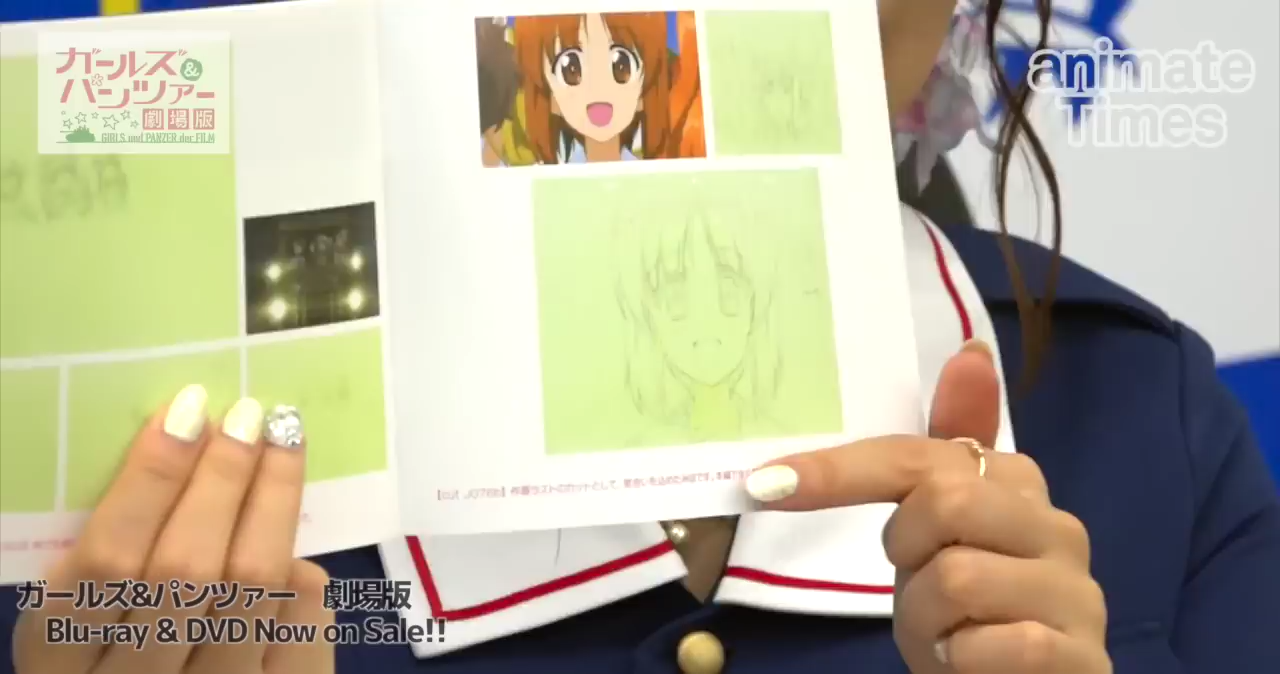 ガールズ&
パンツァー
劇場版
GIRLS und PANZER der FILM
animate
Times
ガールズ&パンツァー 劇場版
Blu-ray & DVD Now on Sale!!